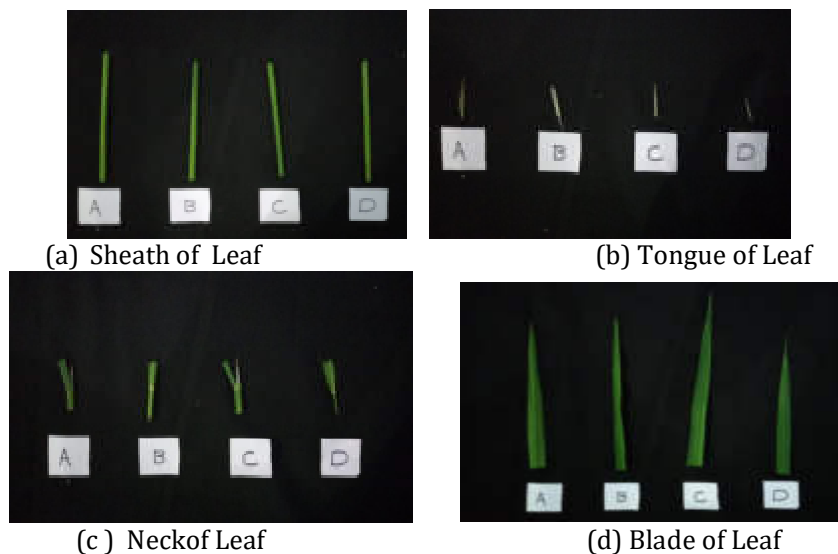 A B C D
A B C D
(a) Sheath of Leaf
(b) Tongue of Leaf
A B C D
A B C D
(c ) Neckof Leaf
(d) Blade of Leaf